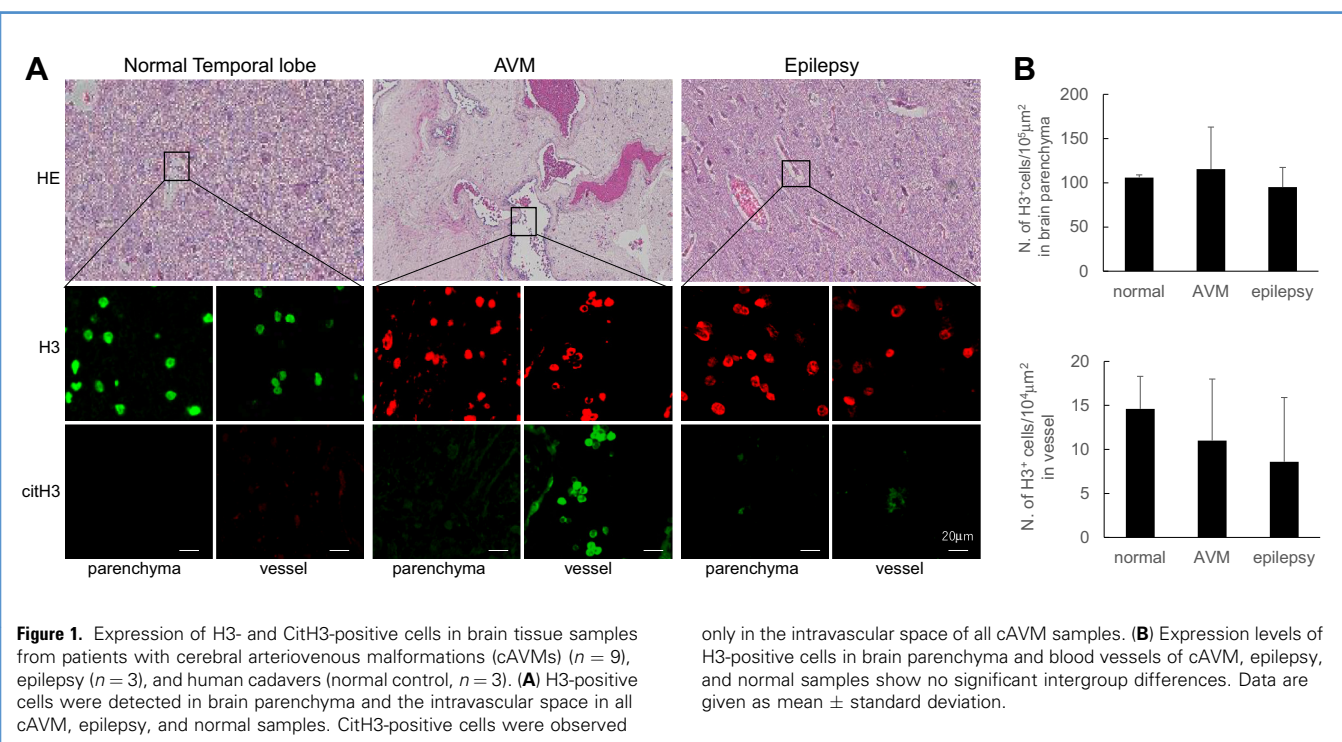 A
Normal Temporal lobe
AVM
Epilepsy
HE
H3
citH3
20μm
parenchyma
vessel
parenchyma
vessel
parenchyma
vessel
B
N. of H3⁺cells/10⁵μm²
in brain parenchyma
200
150
100
50
0
normal
AVM
epilepsy
N. of H3⁺ cells/10⁴μm²
in vessel
20
15
10
5
0
normal
AVM
epilepsy
Figure 1. Expression of H3- and CitH3-positive cells in brain tissue samples
from patients with cerebral arteriovenous malformations (cAVMs) (n = 9),
epilepsy (n = 3), and human cadavers (normal control, n = 3). (A) H3-positive
cells were detected in brain parenchyma and the intravascular space in all
cAVM, epilepsy, and normal samples. CitH3-positive cells were observed
only in the intravascular space of all cAVM samples. (B) Expression levels of
H3-positive cells in brain parenchyma and blood vessels of cAVM, epilepsy,
and normal samples show no significant intergroup differences. Data are
given as mean ± standard deviation.